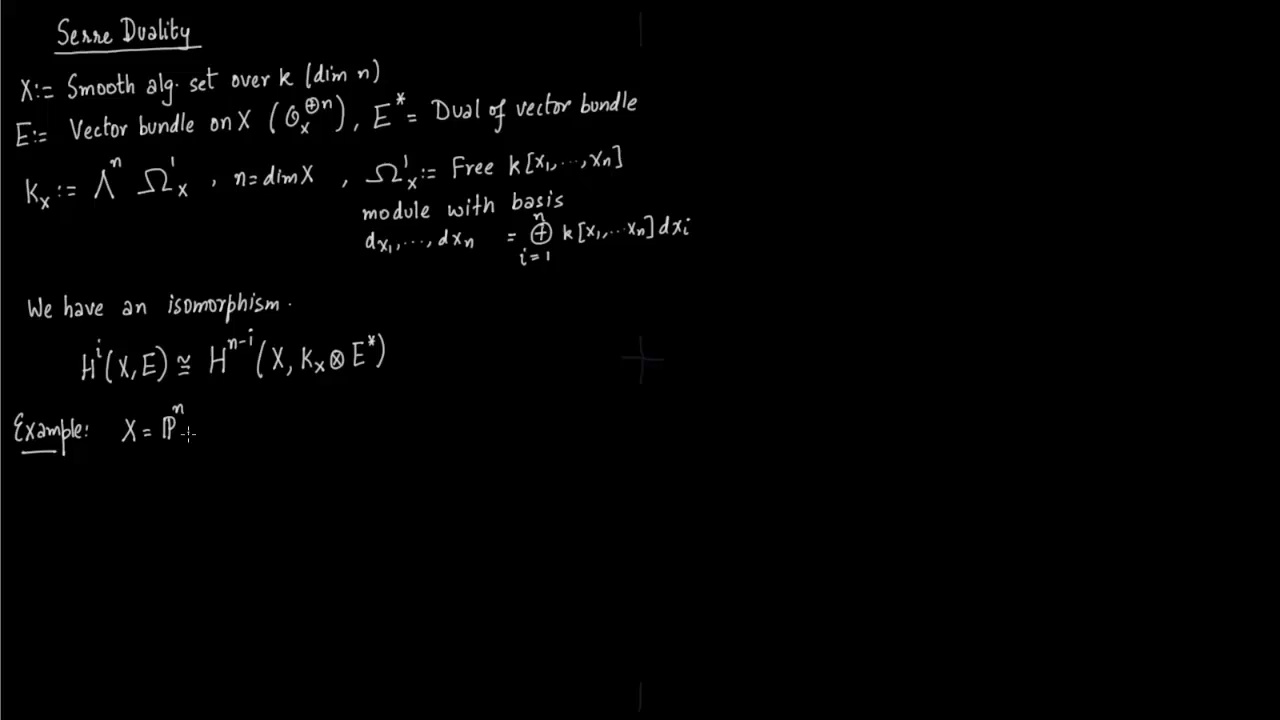 Serre Duality
X:= Smooth alg. set over k (dim n)
E:= Vector bundle on X (O_X^{⊕n}), E^* = Dual of vector bundle
K_X := Λ^n Ω^1_X, n = dim X, Ω^1_X := Free k[x_1,...,x_n]
module with basis
dx_1,...,dx_n = ⊕_{i=1}^{n} k[x_1,...x_n]dx_i
We have an isomorphism.
H^i(X,E) ≅ H^{n-i}(X, K_X ⊗ E^*)
Example: X = ℙ^n